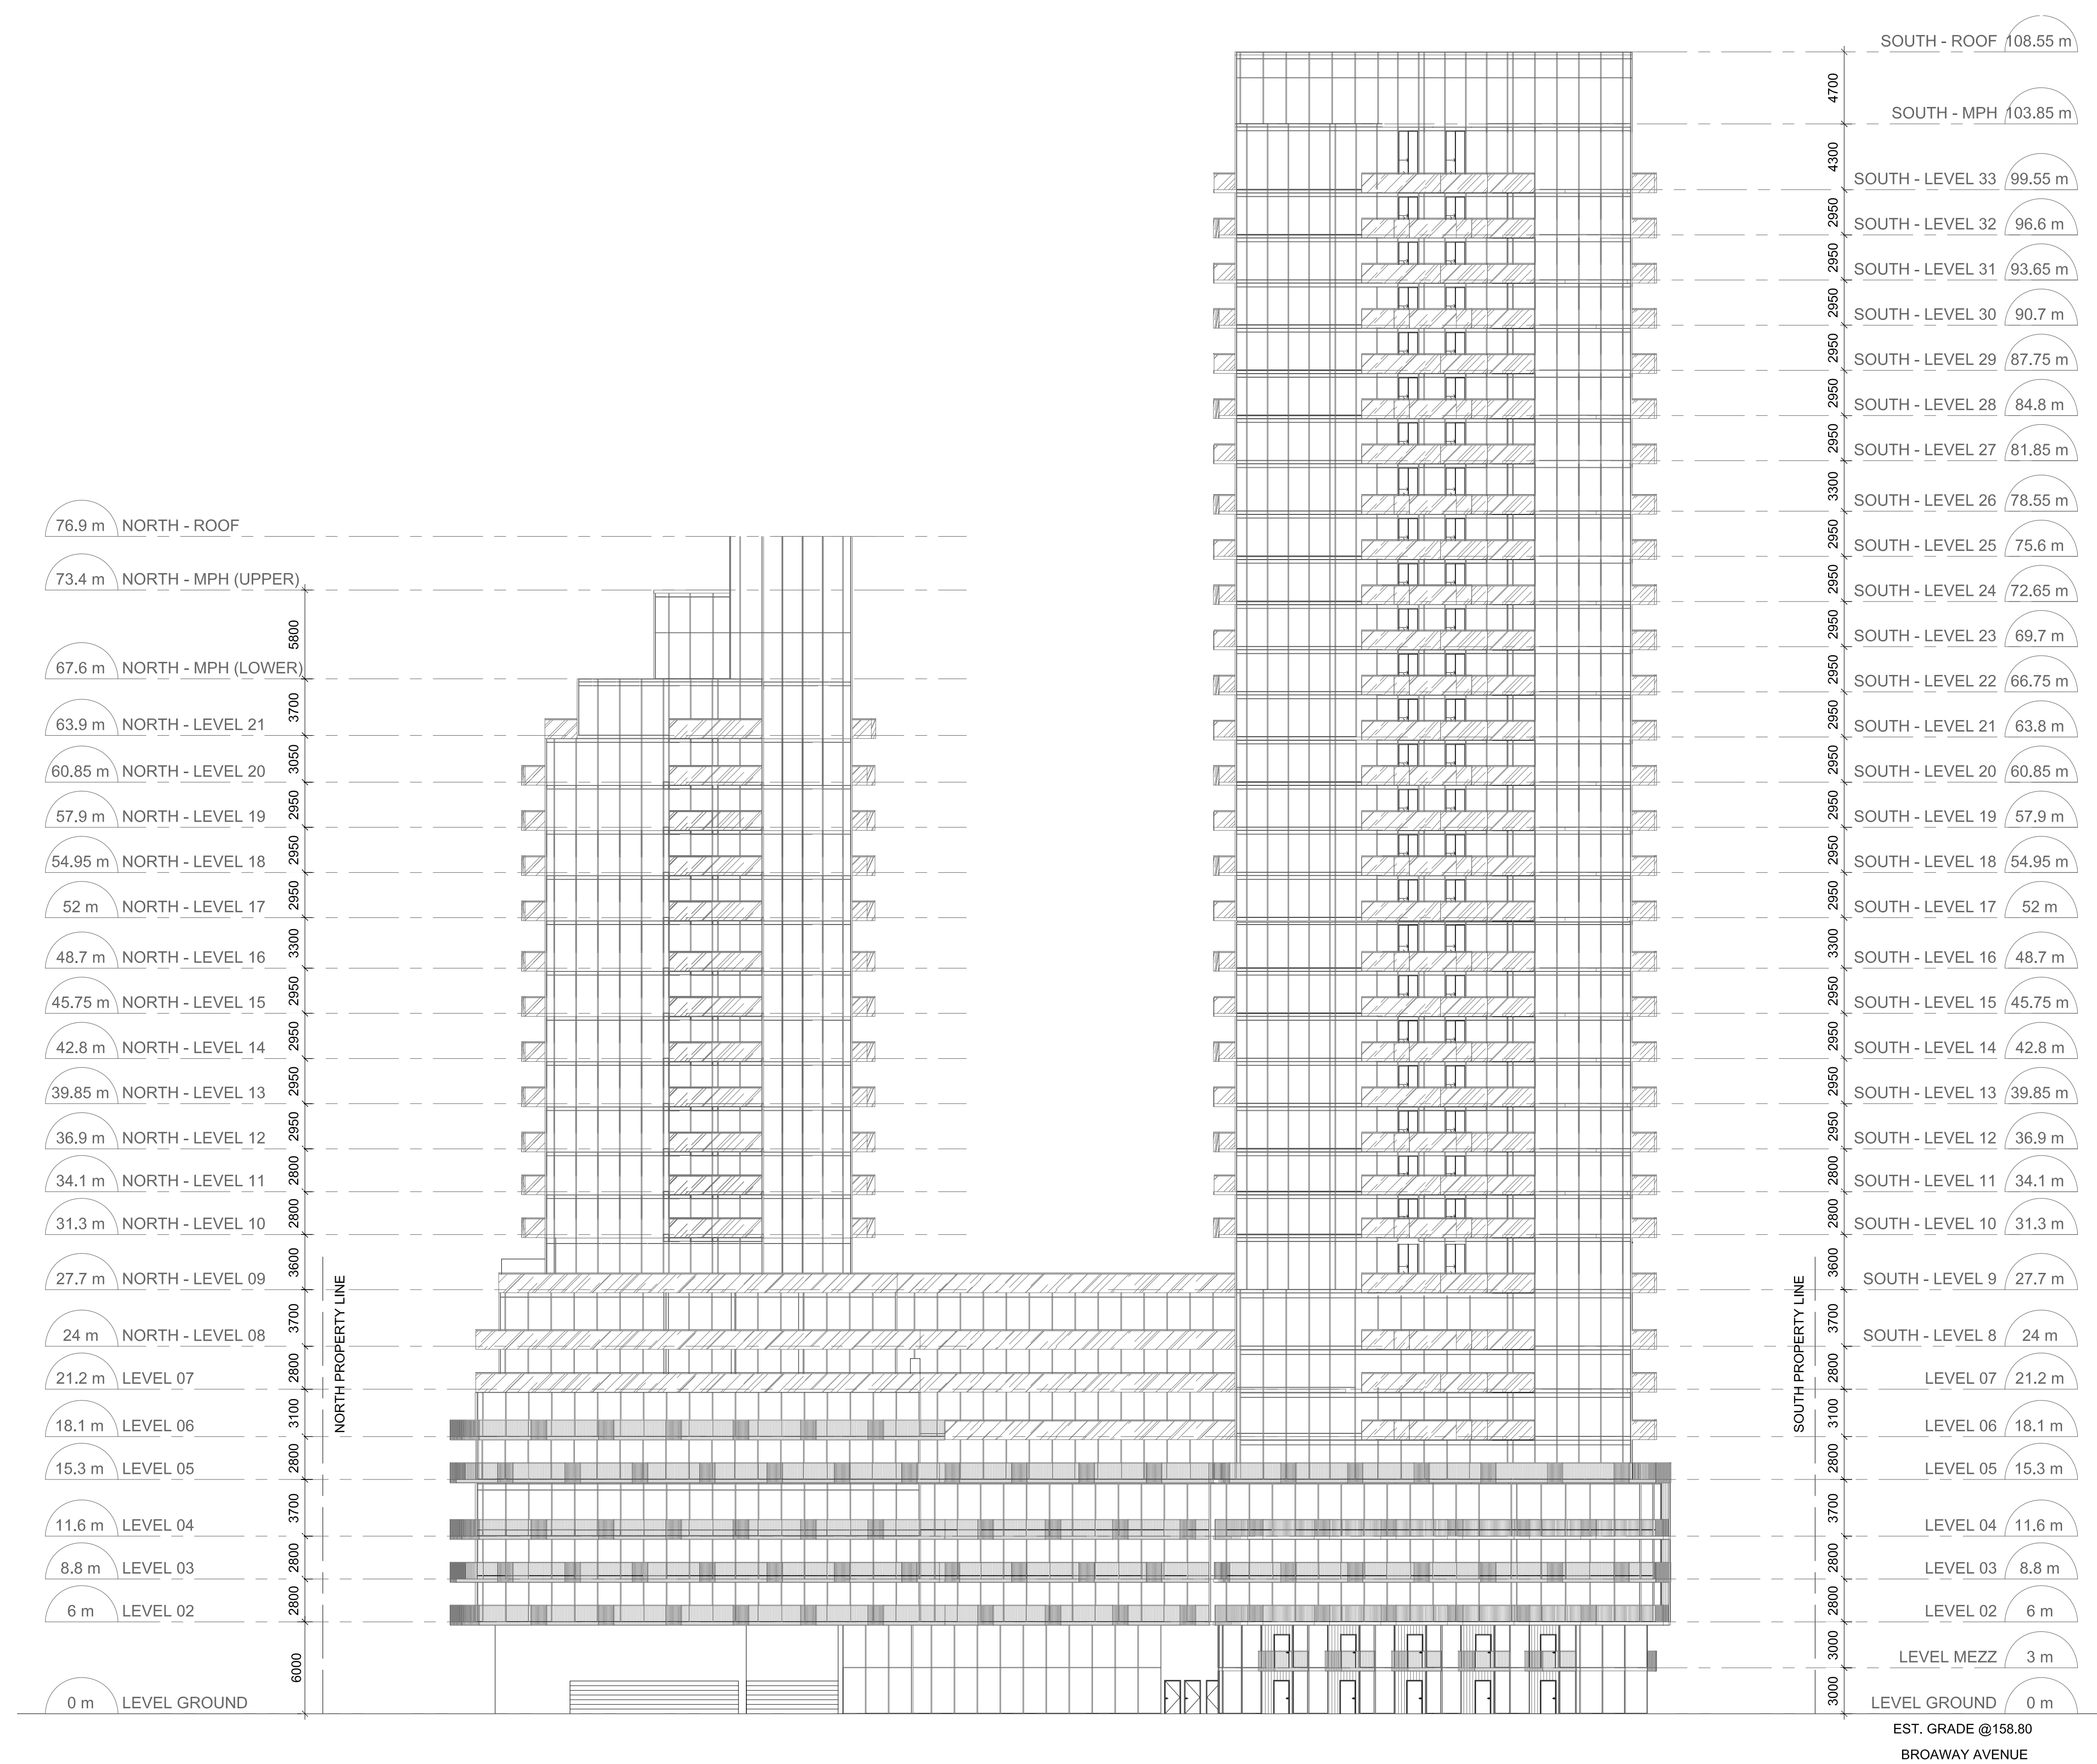 SOUTH - ROOF 108.55 m
4700
SOUTH - MPH 103.85 m
4300
SOUTH - LEVEL 33 99.55 m
2950
SOUTH - LEVEL 32 96.6 m
2950
SOUTH - LEVEL 31 93.65 m
2950
SOUTH - LEVEL 30 90.7 m
2950
SOUTH - LEVEL 29 87.75 m
2950
SOUTH - LEVEL 28 84.8 m
2950
SOUTH - LEVEL 27 81.85 m
3300
SOUTH - LEVEL 26 78.55 m
2950
SOUTH - LEVEL 25 75.6 m
2950
SOUTH - LEVEL 24 72.65 m
2950
SOUTH - LEVEL 23 69.7 m
2950
SOUTH - LEVEL 22 66.75 m
2950
SOUTH - LEVEL 21 63.8 m
2950
SOUTH - LEVEL 20 60.85 m
2950
SOUTH - LEVEL 19 57.9 m
2950
SOUTH - LEVEL 18 54.95 m
2950
SOUTH - LEVEL 17 52 m
3300
SOUTH - LEVEL 16 48.7 m
2950
SOUTH - LEVEL 15 45.75 m
2950
SOUTH - LEVEL 14 42.8 m
2950
SOUTH - LEVEL 13 39.85 m
2950
SOUTH - LEVEL 12 36.9 m
2800
SOUTH - LEVEL 11 34.1 m
2800
SOUTH - LEVEL 10 31.3 m
3600
SOUTH - LEVEL 9 27.7 m
3700
SOUTH - LEVEL 8 24 m
2800
LEVEL 07 21.2 m
3100
LEVEL 06 18.1 m
2800
LEVEL 05 15.3 m
3700
LEVEL 04 11.6 m
2800
LEVEL 03 8.8 m
2800
LEVEL 02 6 m
3000
LEVEL MEZZ 3 m
3000
LEVEL GROUND 0 m
EST. GRADE @158.80
BROAWAY AVENUE
SOUTH PROPERTY LINE
76.9 m NORTH - ROOF
73.4 m NORTH - MPH (UPPER)
5800
67.6 m NORTH - MPH (LOWER)
3700
63.9 m NORTH - LEVEL 21
3050
60.85 m NORTH - LEVEL 20
2950
57.9 m NORTH - LEVEL 19
2950
54.95 m NORTH - LEVEL 18
2950
52 m NORTH - LEVEL 17
3300
48.7 m NORTH - LEVEL 16
2950
45.75 m NORTH - LEVEL 15
2950
42.8 m NORTH - LEVEL 14
2950
39.85 m NORTH - LEVEL 13
2950
36.9 m NORTH - LEVEL 12
2800
34.1 m NORTH - LEVEL 11
2800
31.3 m NORTH - LEVEL 10
3600
27.7 m NORTH - LEVEL 09
3700
24 m NORTH - LEVEL 08
2800
21.2 m LEVEL 07
3100
18.1 m LEVEL 06
2800
15.3 m LEVEL 05
3700
11.6 m LEVEL 04
2800
8.8 m LEVEL 03
2800
6 m LEVEL 02
6000
0 m LEVEL GROUND
NORTH PROPERTY LINE